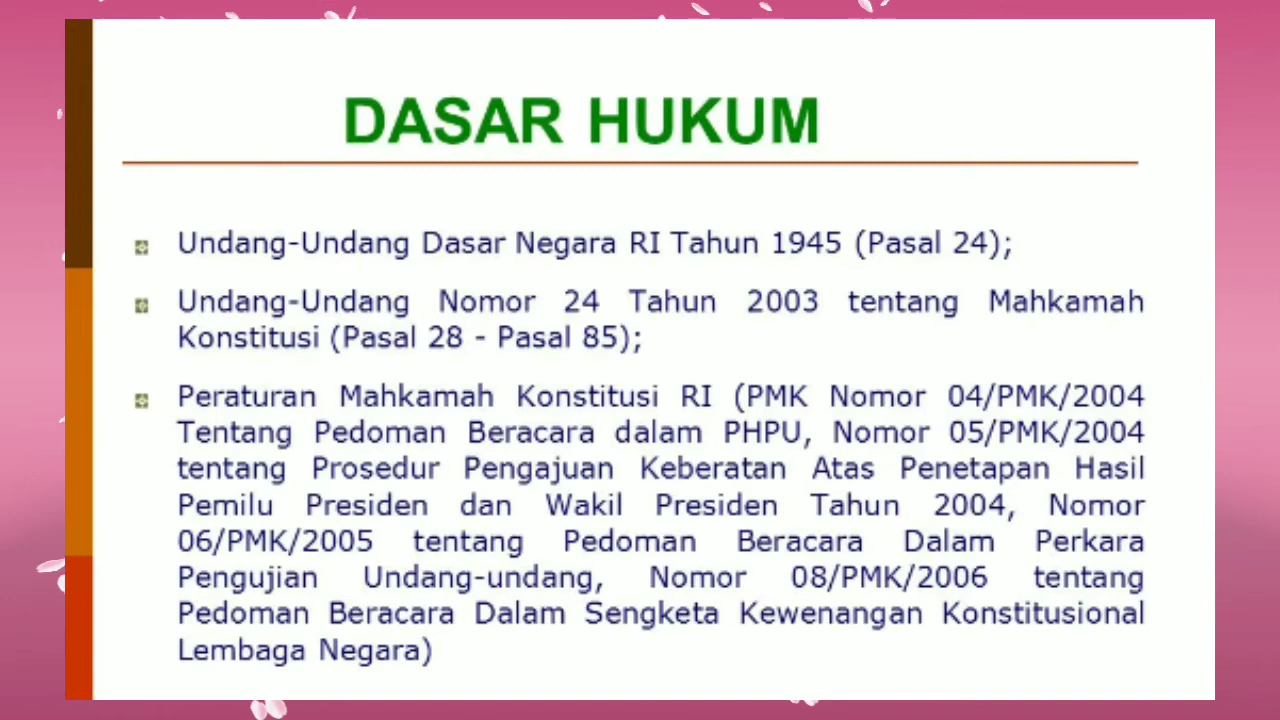 DASAR HUKUM
Undang-Undang Dasar Negara RI Tahun 1945 (Pasal 24);
Undang-Undang Nomor 24 Tahun 2003 tentang Mahkamah
Konstitusi (Pasal 28 - Pasal 85);
Peraturan Mahkamah Konstitusi RI (PMK Nomor 04/PMK/2004
Tentang Pedoman Beracara dalam PHPU, Nomor 05/PMK/2004
tentang Prosedur Pengajuan Keberatan Atas Penetapan Hasil
Pemilu Presiden dan Wakil Presiden Tahun 2004, Nomor
06/PMK/2005 tentang Pedoman Beracara Dalam Perkara
Pengujian Undang-undang, Nomor 08/PMK/2006 tentang
Pedoman Beracara Dalam Sengketa Kewenangan Konstitusional
Lembaga Negara)